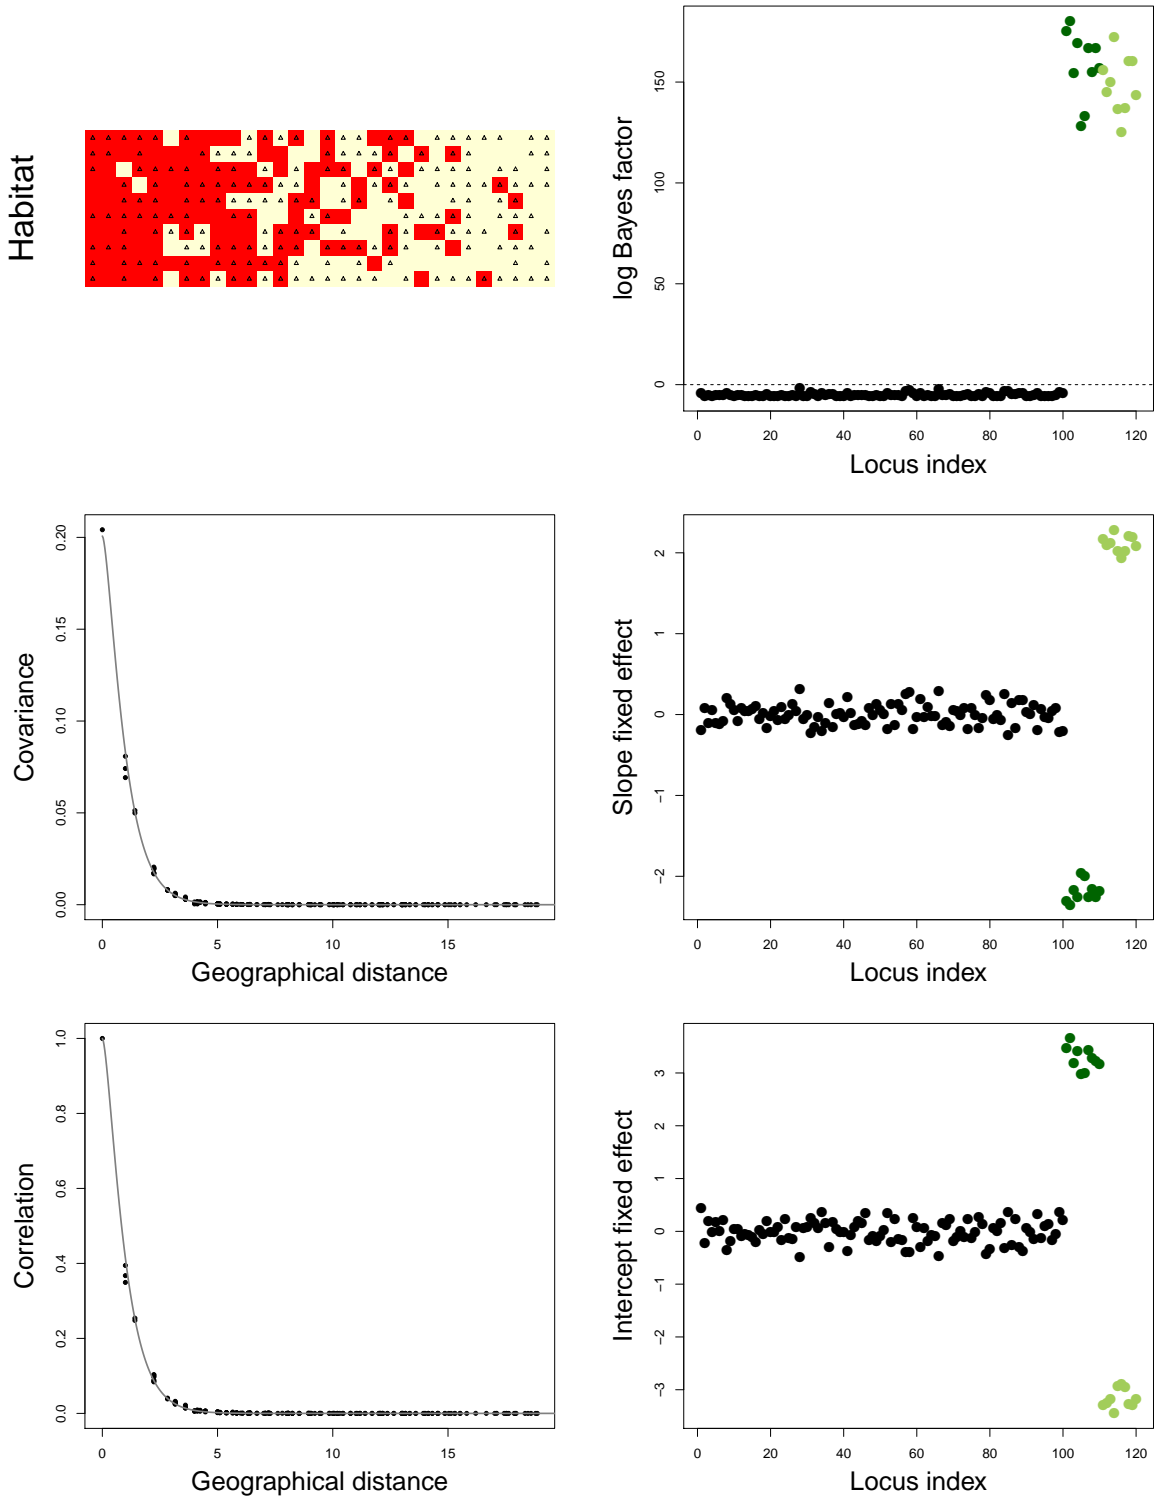 Habitat
log Bayes factor
0 50 100 150
0 20 40 60 80 100 120
Locus index
Covariance
0.00 0.05 0.10 0.15 0.20
0 5 10 15
Geographical distance
Slope fixed effect
−2 −1 0 1 2
0 20 40 60 80 100 120
Locus index
Correlation
0.0 0.2 0.4 0.6 0.8 1.0
0 5 10 15
Geographical distance
Intercept fixed effect
−3 −2 −1 0 1 2 3
0 20 40 60 80 100 120
Locus index